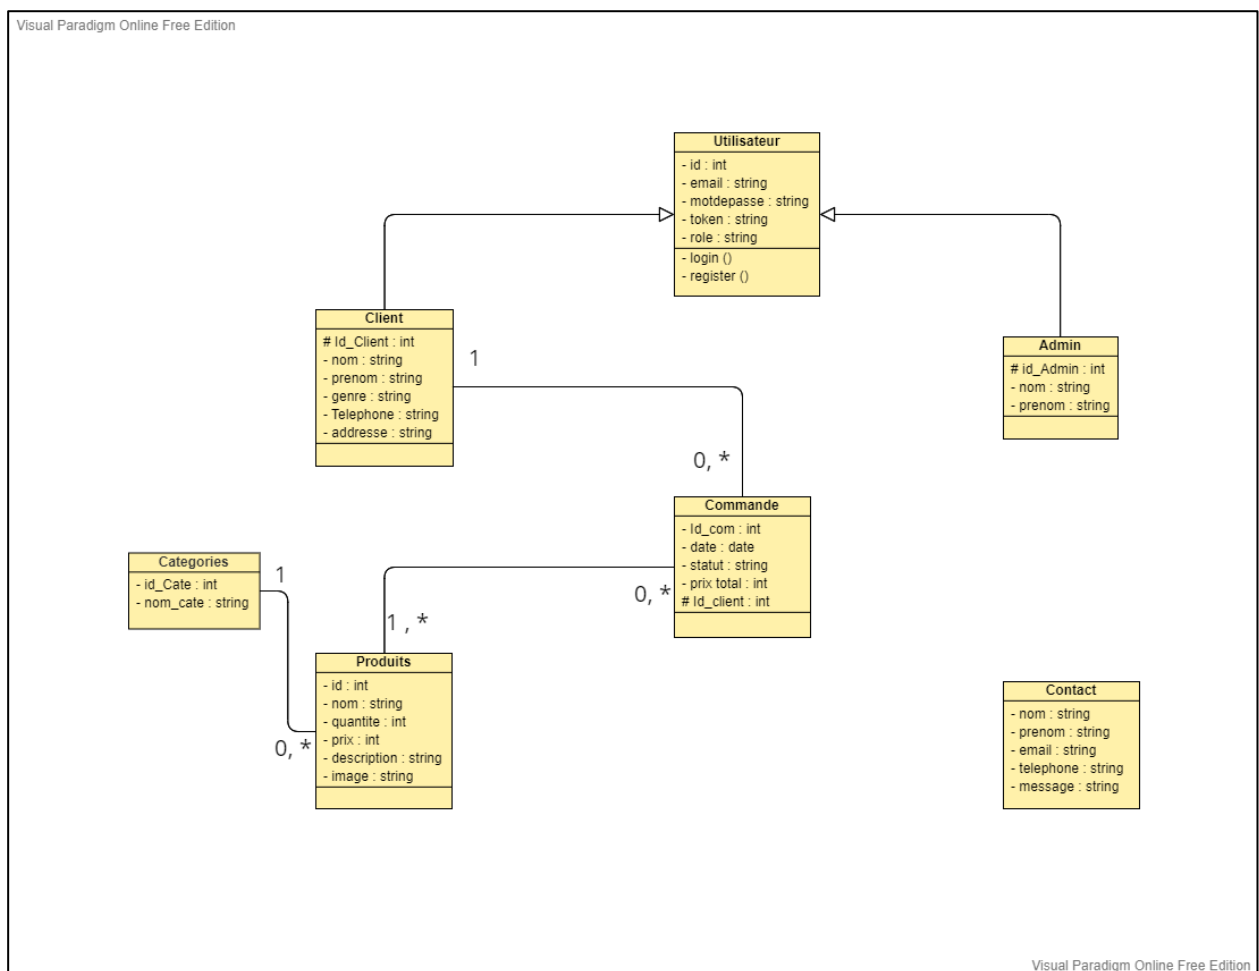 Visual Paradigm Online Free Edition
Utilisateur
- id : int
- email : string
- motdepasse : string
- token : string
- role : string
- login ()
- register ()
Client
# Id_Client : int
- nom : string
- prenom : string
- genre : string
- Telephone : string
- addresse : string
1
Admin
# id_Admin : int
- nom : string
- prenom : string
0, *
Commande
- Id_com : int
- date : date
- statut : string
- prix total : int
# Id_client : int
Categories
- id_Cate : int
- nom_cate : string
1
0, *
1 , *
Produits
- id : int
- nom : string
- quantite : int
- prix : int
- description : string
- image : string
0, *
Contact
- nom : string
- prenom : string
- email : string
- telephone : string
- message : string
Visual Paradigm Online Free Edition